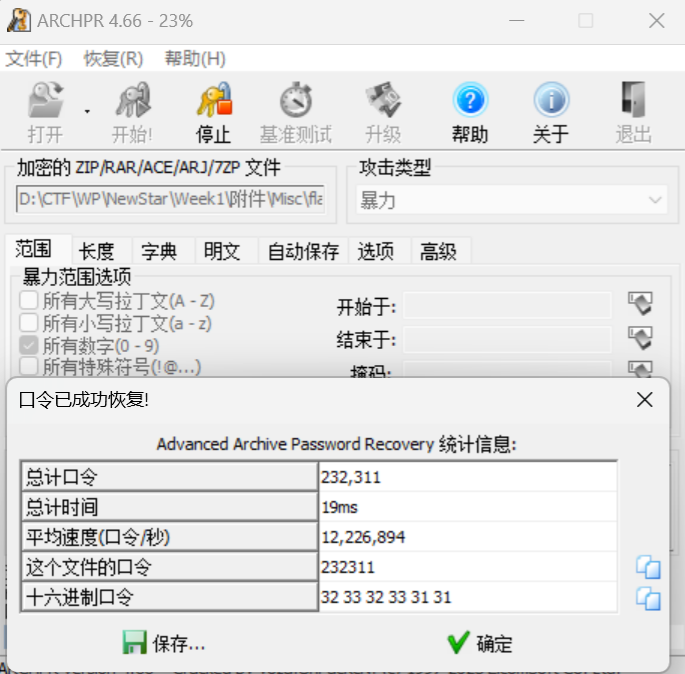 ARCHPR 4.66 - 23%
文件(F) 恢复(R) 帮助(H)
打开 开始! 停止 基准测试 升级 帮助 关于 退出
加密的 ZIP/RAR/ACE/ARJ/7ZP 文件 攻击类型
D:\CTF\WP\NewStar\Week1\附件\Misc\fla 暴力
范围 长度 字典 明文 自动保存 选项 高级
暴力范围选项
所有大写拉丁文(A - Z) 开始于:
所有小写拉丁文(a - z)
所有数字(0 - 9) 结束于:
所有特殊符号(!@...) 掩码:
口令已成功恢复!
Advanced Archive Password Recovery 统计信息:
总计口令 232,311
总计时间 19ms
平均速度(口令/秒) 12,226,894
这个文件的口令 232311
十六进制口令 32 33 32 33 31 31
保存... 确定